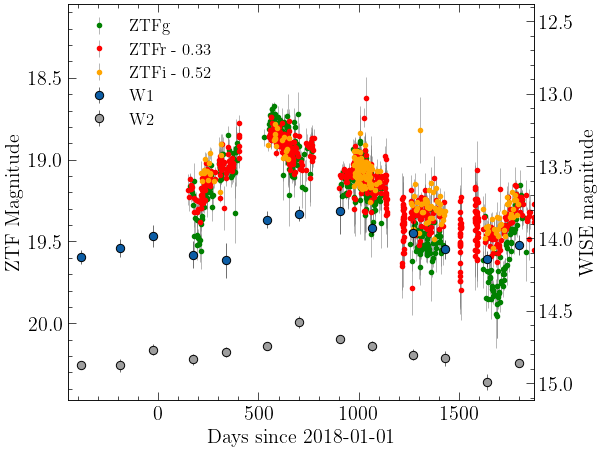 ZTFg
ZTFr - 0.33
ZTFi - 0.52
W1
W2
18.5
19.0
19.5
20.0
ZTF Magnitude
12.5
13.0
13.5
14.0
14.5
15.0
WISE magnitude
0 500 1000 1500
Days since 2018-01-01